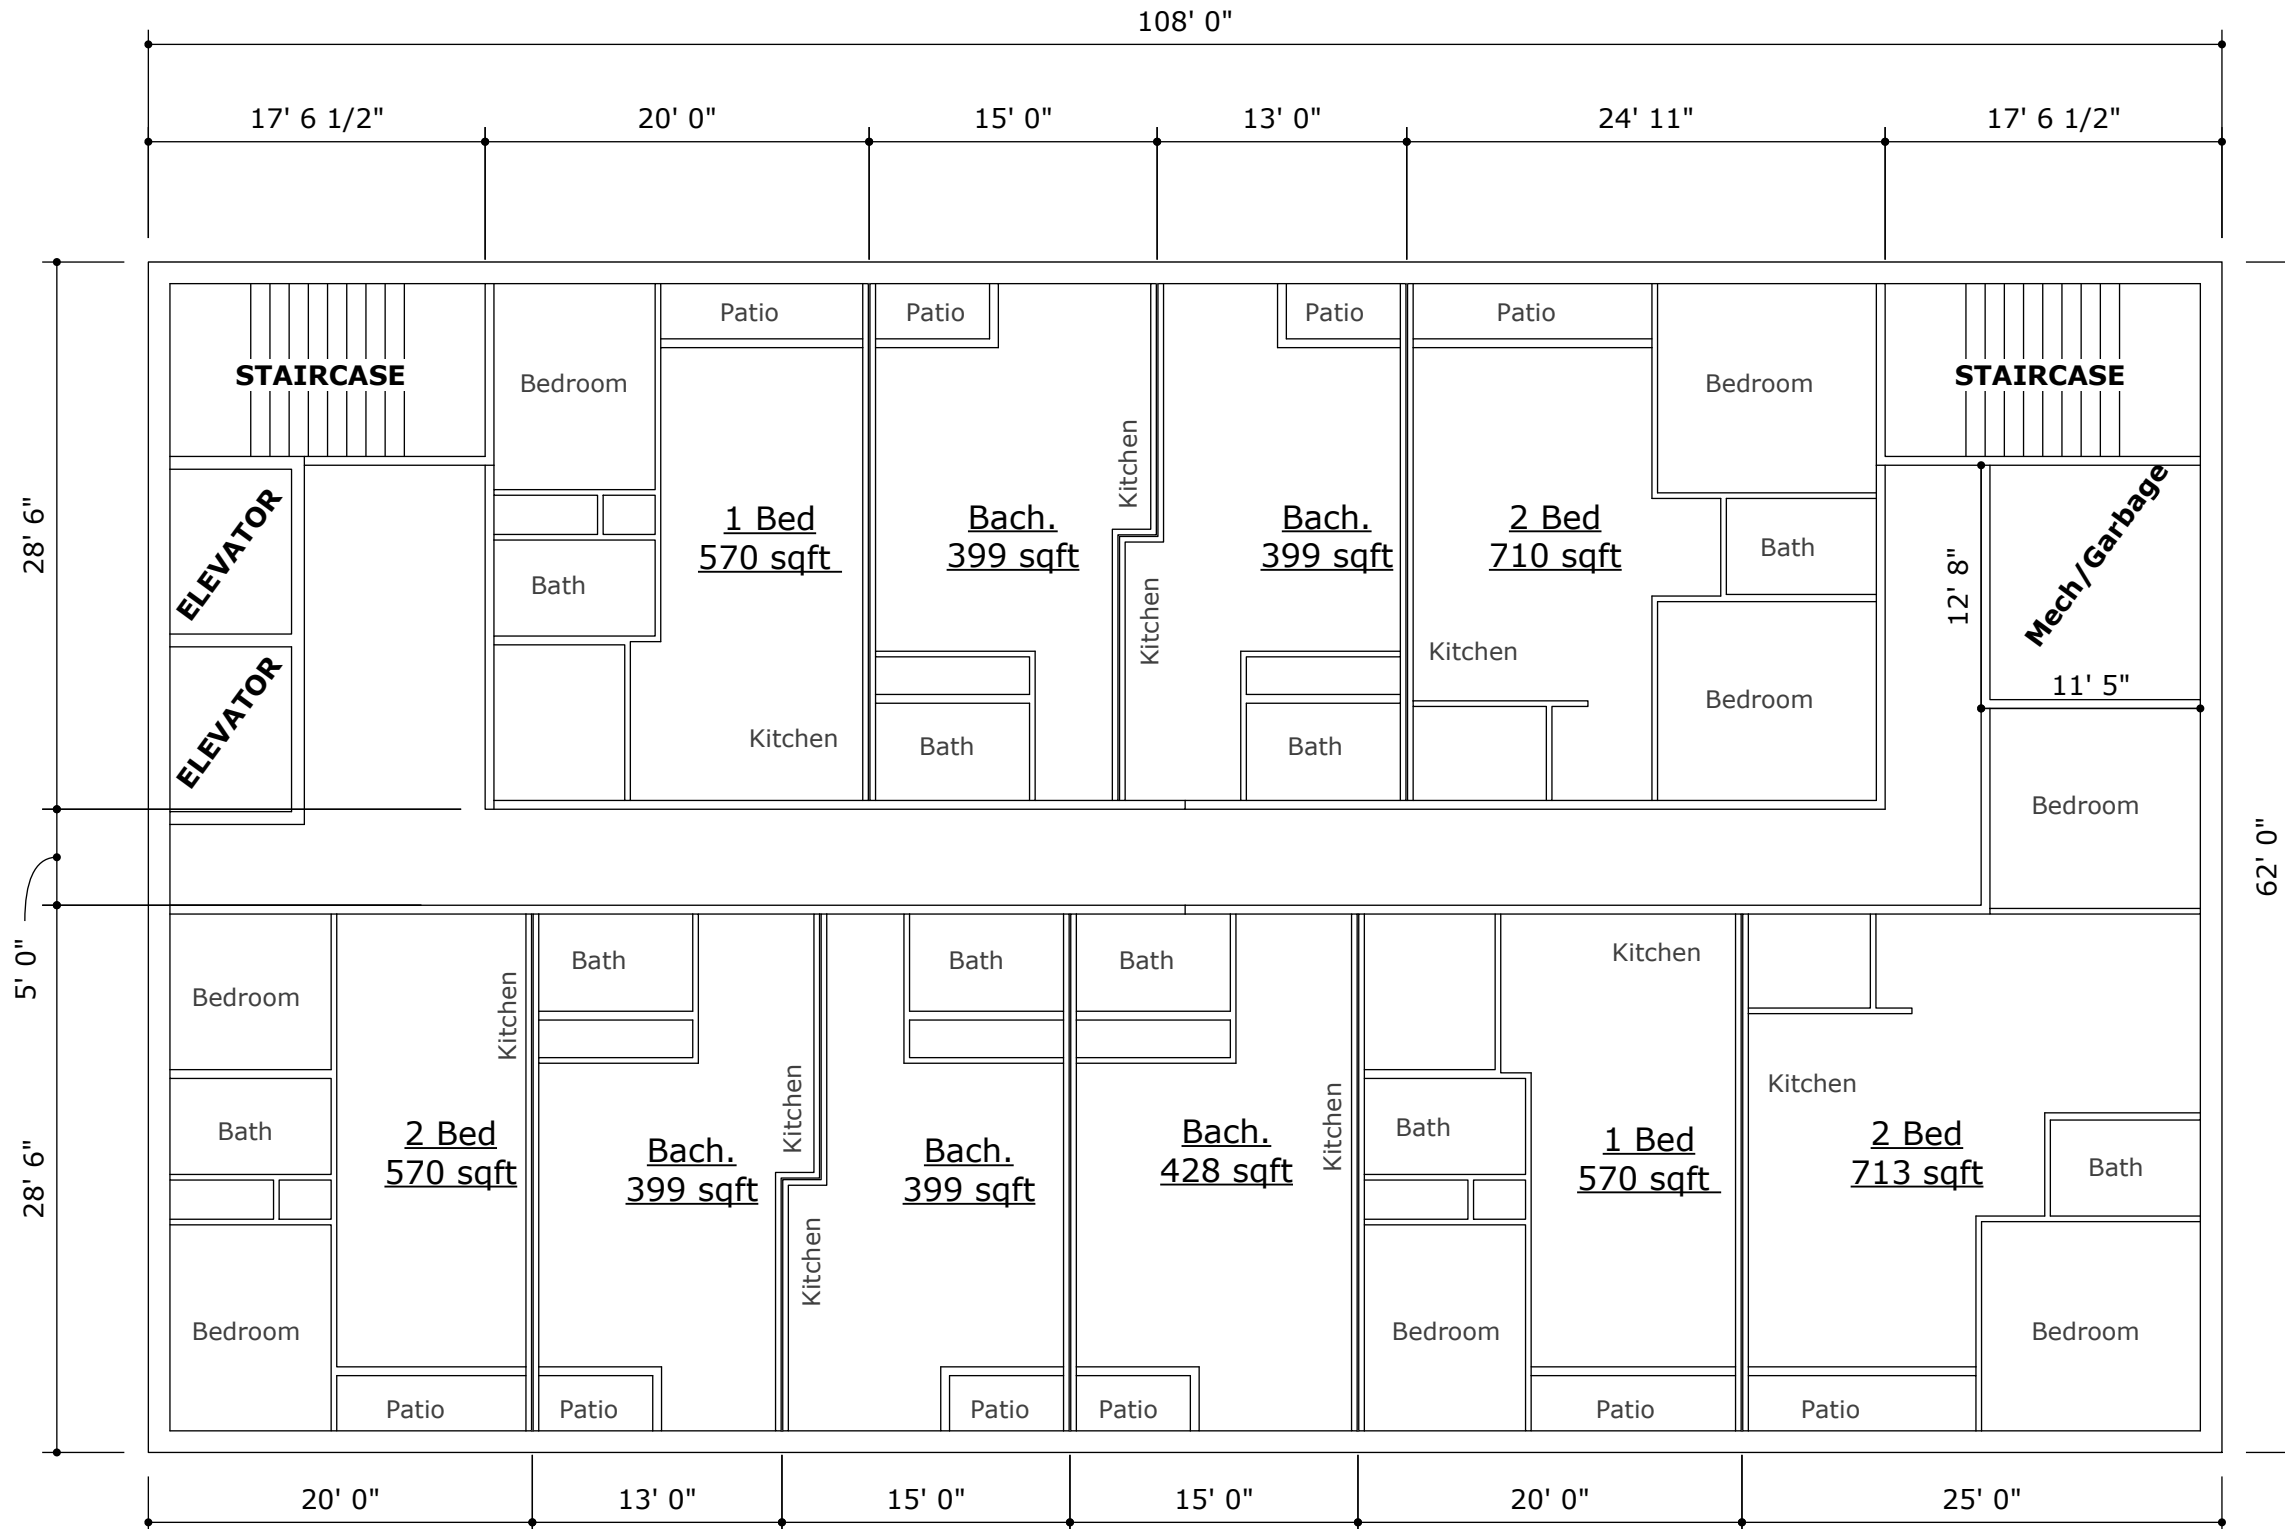 108' 0"
17' 6 1/2"
20' 0"
15' 0"
13' 0"
24' 11"
17' 6 1/2"
Patio
Patio
Patio
Patio
STAIRCASE
Bedroom
Bedroom
STAIRCASE
Kitchen
ELEVATOR
28' 6"
1 Bed
570 sqft
Bach.
399 sqft
Bach.
399 sqft
2 Bed
710 sqft
Bath
Mech/Garbage
12' 8"
Bath
Kitchen
Kitchen
11' 5"
ELEVATOR
Bedroom
Kitchen
Bath
Bath
Bedroom
62' 0"
5' 0"
Bath
Bath
Bath
Kitchen
Bedroom
Kitchen
Kitchen
Kitchen
Kitchen
28' 6"
Bath
2 Bed
570 sqft
Bach.
399 sqft
Bach.
399 sqft
Bach.
428 sqft
Bath
1 Bed
570 sqft
2 Bed
713 sqft
Bath
Kitchen
Bedroom
Bedroom
Bedroom
Patio
Patio
Patio
Patio
Patio
Patio
20' 0"
13' 0"
15' 0"
15' 0"
20' 0"
25' 0"